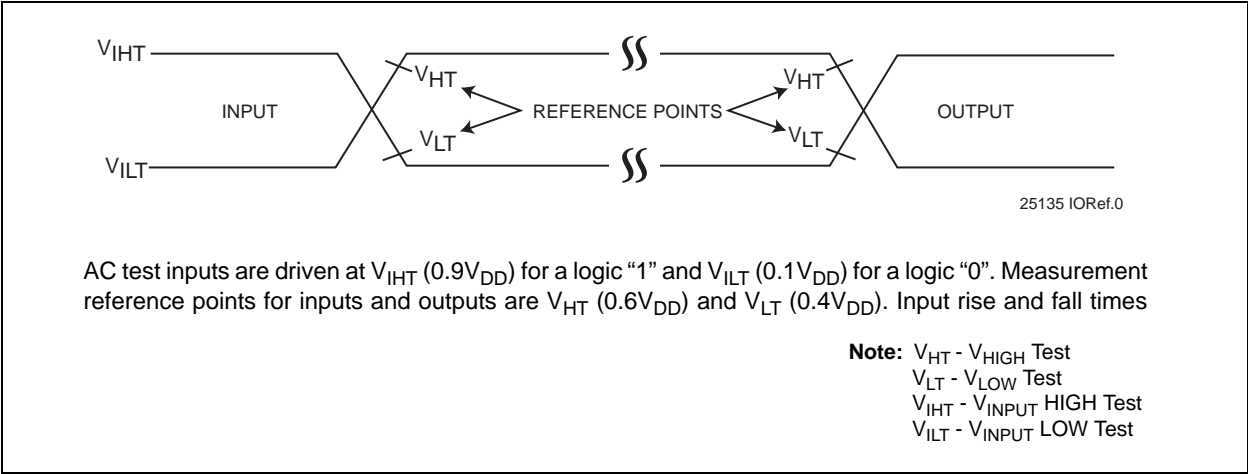 VIHT
VHT
VHT
INPUT
REFERENCE POINTS
OUTPUT
VLT
VLT
VILT
25135 IORef.0
AC test inputs are driven at VIHT (0.9VDD) for a logic “1” and VILT (0.1VDD) for a logic “0”. Measurement
reference points for inputs and outputs are VHT (0.6VDD) and VLT (0.4VDD). Input rise and fall times
Note: VHT - VHIGH Test
VLT - VLOW Test
VIHT - VINPUT HIGH Test
VILT - VINPUT LOW Test